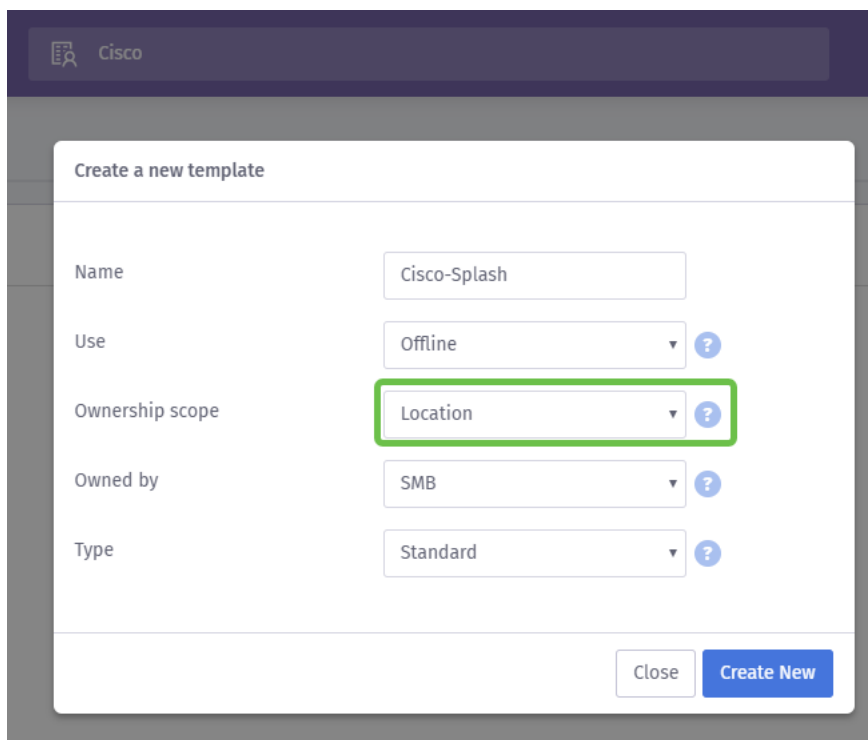 Cisco
Create a new template
Name Cisco-Splash
Use Offline ▾ ?
Ownership scope Location ▾ ?
Owned by SMB ▾ ?
Type Standard ▾ ?
Close Create New